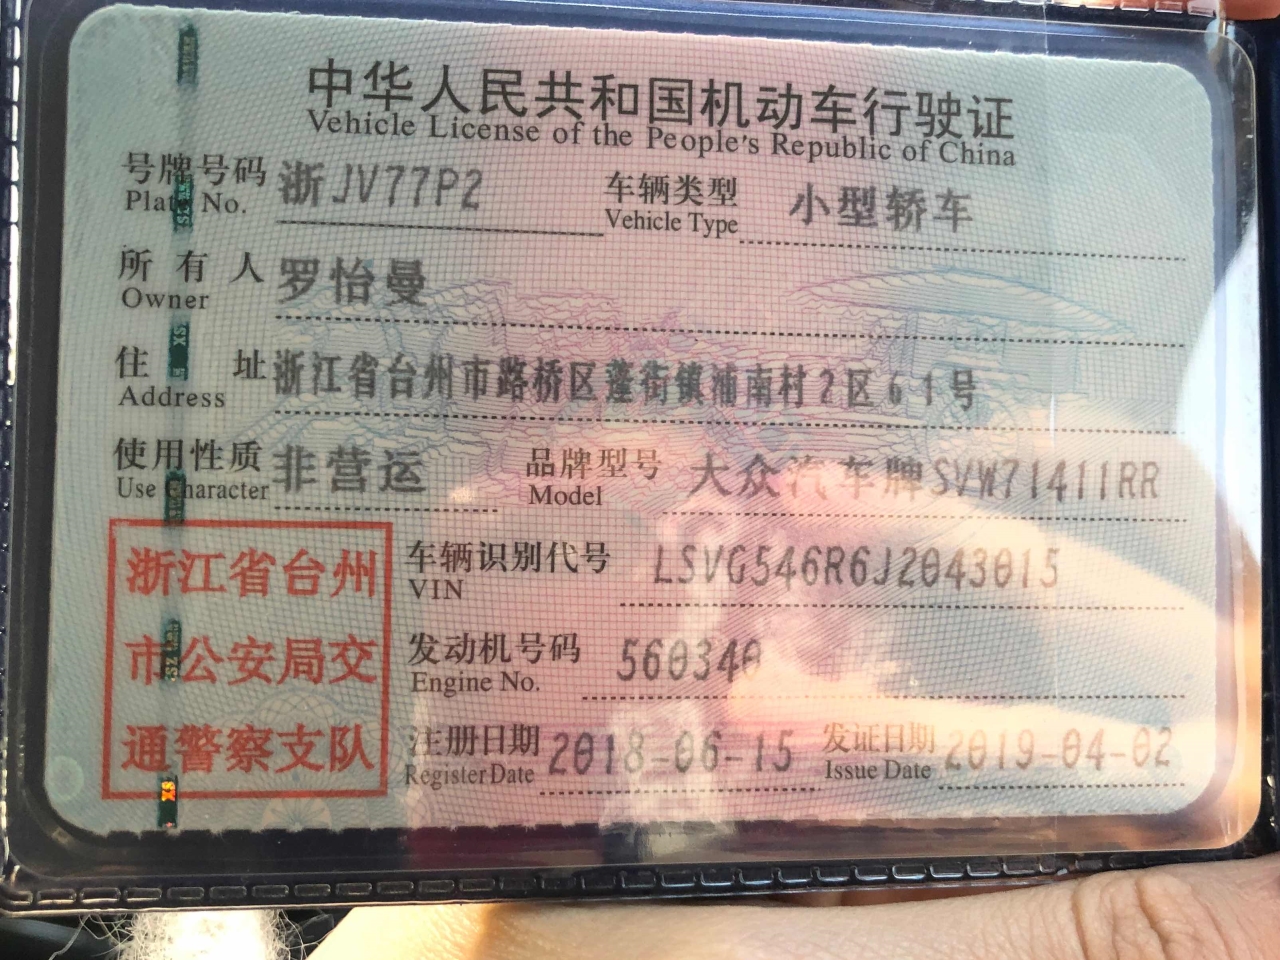 中华人民共和国机动车行驶证
Vehicle License of the People's Republic of China
号牌号码 浙JV77P2 车辆类型 小型轿车
Plate No. Vehicle Type
所有人 罗怡曼
Owner
住址 浙江省台州市路桥区蓬街镇浦南村2区61号
Address
使用性质 非营运 品牌型号 大众汽车牌SVW71411RR
Use Character Model
浙江省台州 车辆识别代号 LSVG546R6J2043015
VIN
市公安局交 发动机号码 560340
Engine No.
通警察支队 注册日期 2018-06-15 发证日期 2019-04-02
Register Date Issue Date